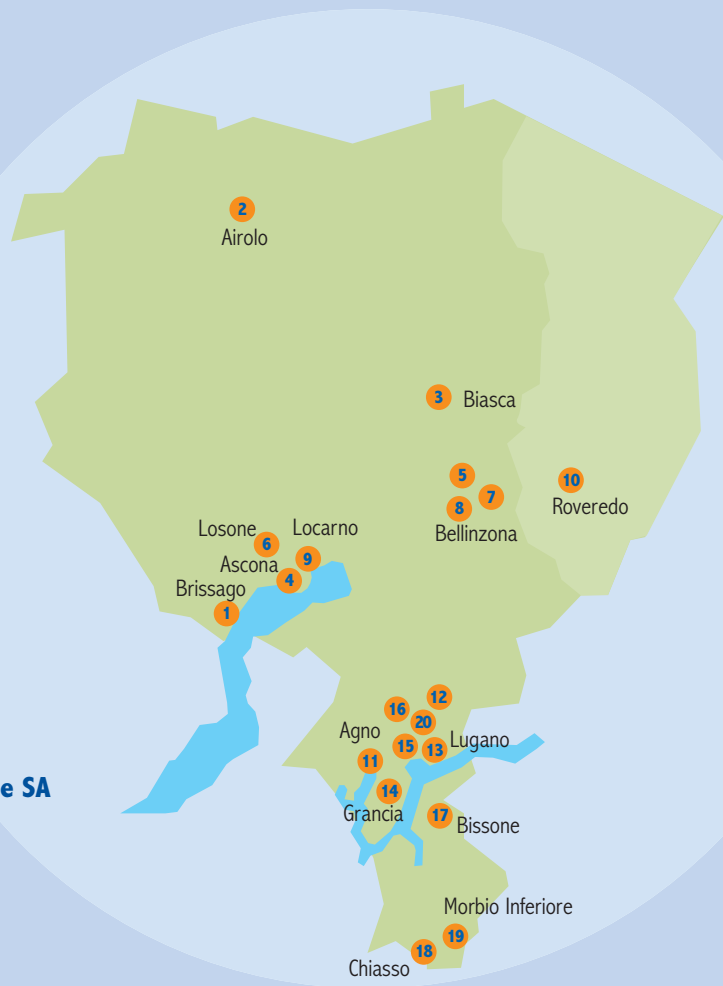 2
Airolo
3 Biasca
5
7
8
Bellinzona
10
Roveredo
Losone
6
Locarno
9
Ascona
4
Brissago
1
12
16
20
Agno
15
13
Lugano
11
14
Grancia
17
Bissone
e SA
Morbio Inferiore
19
18
Chiasso